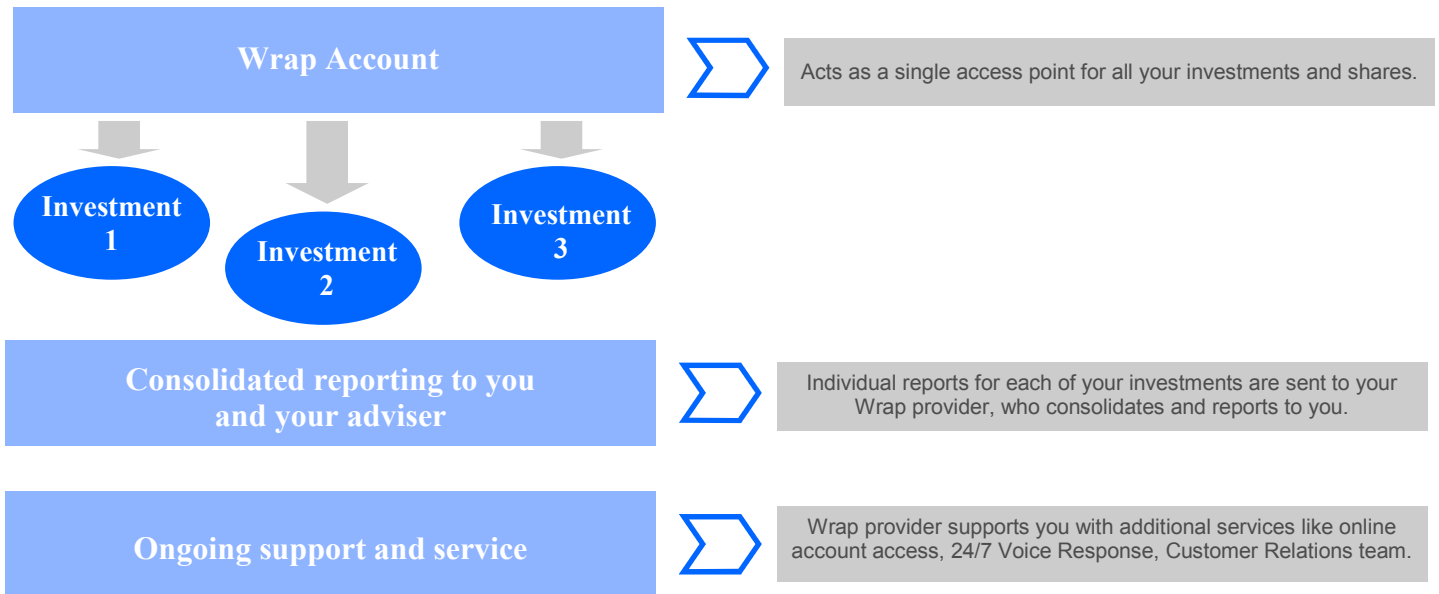 Wrap Account
Acts as a single access point for all your investments and shares.
Investment
1
Investment
2
Investment
3
Consolidated reporting to you
and your adviser
Individual reports for each of your investments are sent to your
Wrap provider, who consolidates and reports to you.
Ongoing support and service
Wrap provider supports you with additional services like online
account access, 24/7 Voice Response, Customer Relations team.